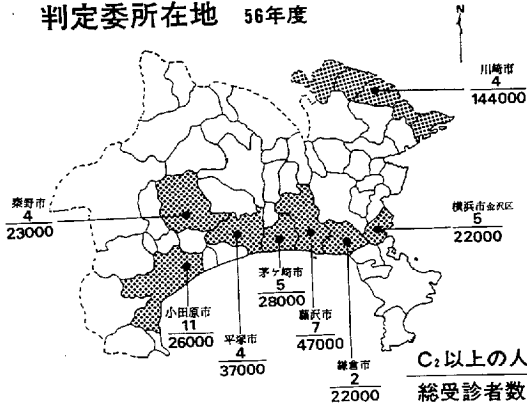 判定委所在地 56年度
N
川崎市
4
144000
秦野市
4
23000
横浜市金沢区
5
22000
茅ヶ崎市
5
28000
小田原市
11
26000
藤沢市
7
47000
平塚市
4
37000
鎌倉市
2
22000
C₂以上の人
総受診者数